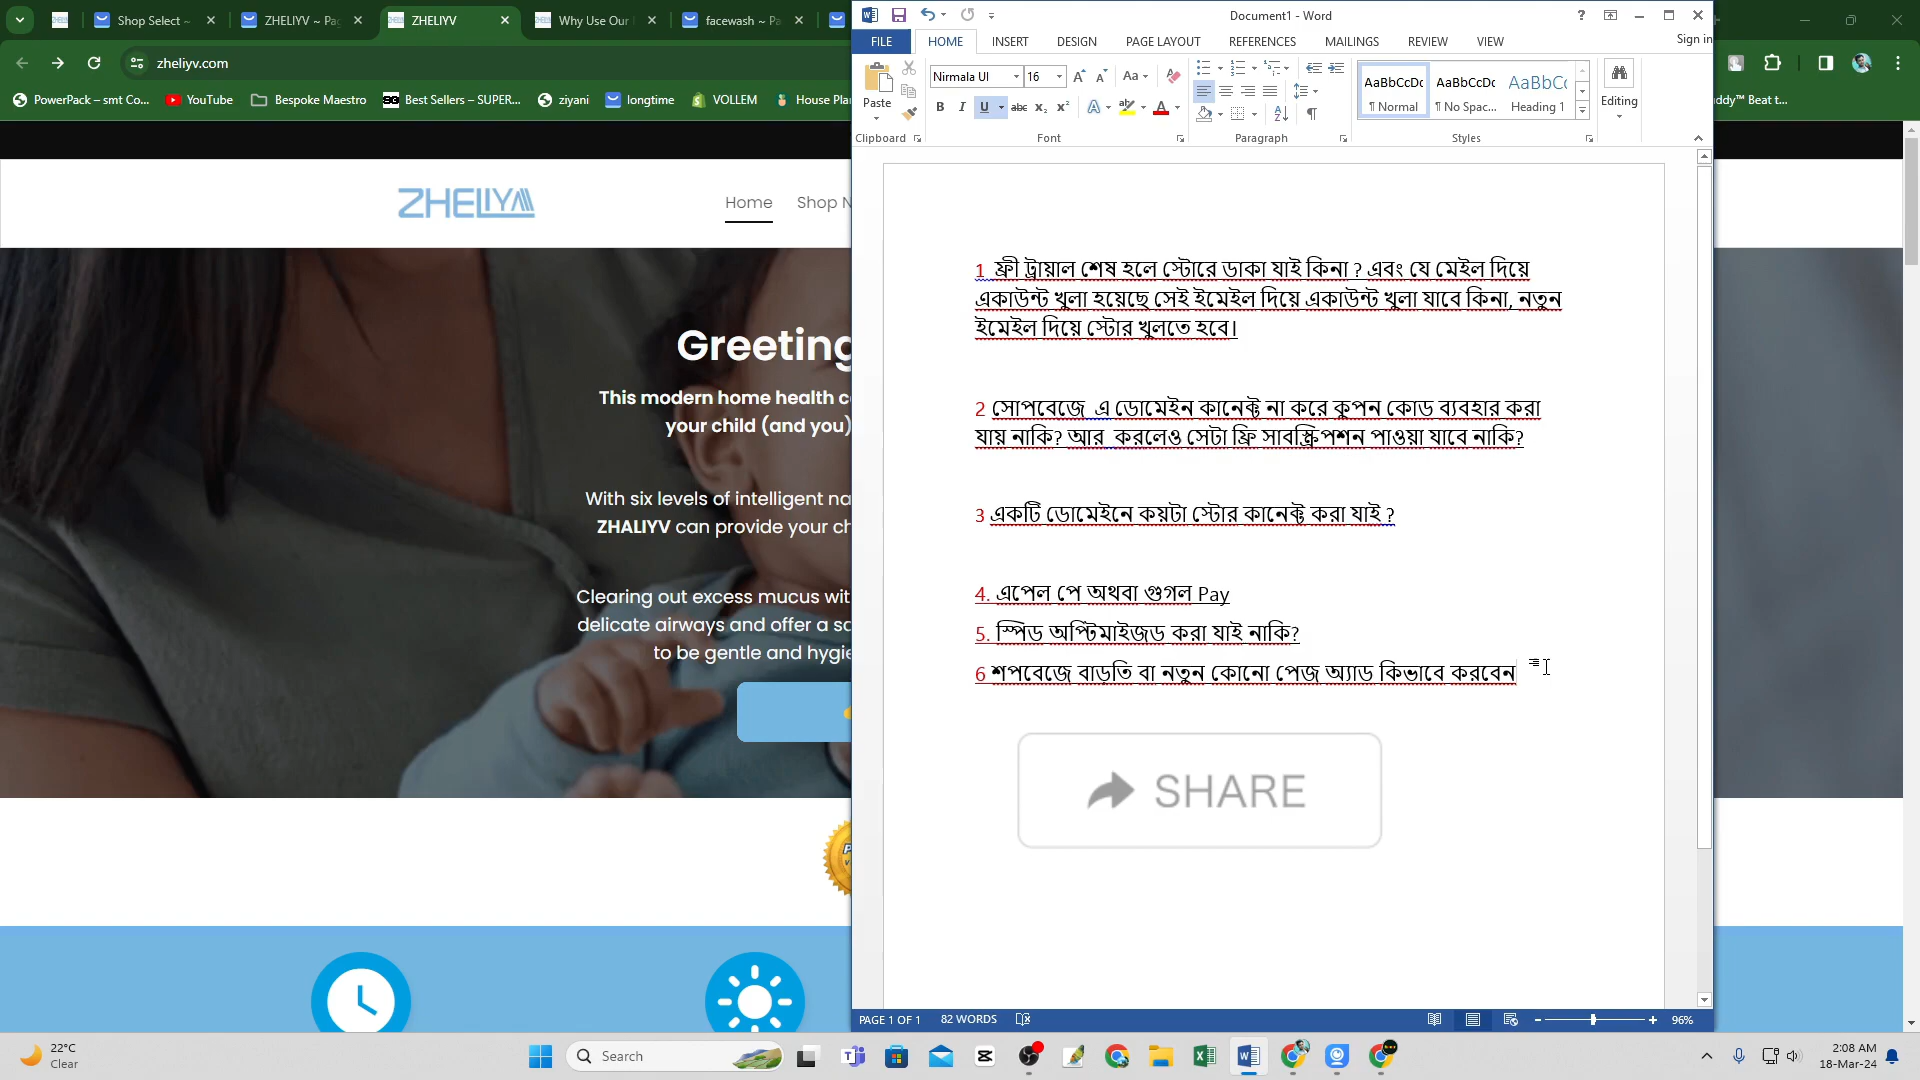 Shop Select ~
ZHELIYV ~ Pa
ZHELIYV
Why Use Our
facewash ~ Pa
Document1 - Word
zheliyv.com
FILE HOME INSERT DESIGN PAGE LAYOUT REFERENCES MAILINGS REVIEW VIEW Sign in
PowerPack – smt Co... YouTube Bespoke Maestro Best Sellers – SUPER... ziyani longtime VOLLEM House Plan
ddy™ Beat t...
Nirmala UI 16
Paste
AaBbCcDc AaBbCcDc AaBbCc
¶ Normal ¶ No Spac... Heading 1
Editing
Clipboard Font Paragraph Styles
ZHELIYV
Home Shop N
Greeting
This modern home health c
your child (and you)
With six levels of intelligent na
ZHALIYV can provide your ch
Clearing out excess mucus wit
delicate airways and offer a sa
to be gentle and hygie
1 ফ্রী ট্রায়াল শেষ হলে স্টোরে ডাকা যাই কিনা ? এবং যে মেইল দিয়ে
একাউন্ট খুলা হয়েছে সেই ইমেইল দিয়ে একাউন্ট খুলা যাবে কিনা, নতুন
ইমেইল দিয়ে স্টোর খুলতে হবে।
2 সোপবেজে এ ডোমেইন কানেক্ট না করে কুপন কোড ব্যবহার করা
যায় নাকি? আর করলেও সেটা ফ্রি সাবস্ক্রিপশন পাওয়া যাবে নাকি?
3 একটি ডোমেইনে কয়টা স্টোর কানেক্ট করা যাই ?
4. এপেল পে অথবা গুগল Pay
5. স্পিড অপ্টিমাইজড করা যাই নাকি?
6 শপবেজে বাড়তি বা নতুন কোনো পেজ অ্যাড কিভাবে করবেন
SHARE
PAGE 1 OF 1 82 WORDS 96%
22°C
Clear
Search
2:08 AM
18-Mar-24